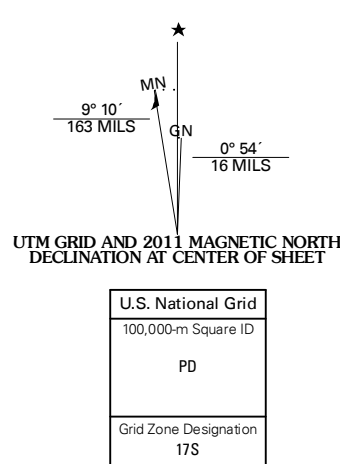 ★
MN
9° 10´
163 MILS
GN
0° 54´
16 MILS
UTM GRID AND 2011 MAGNETIC NORTH
DECLINATION AT CENTER OF SHEET
U.S. National Grid
100,000-m Square ID
PD
Grid Zone Designation
17S